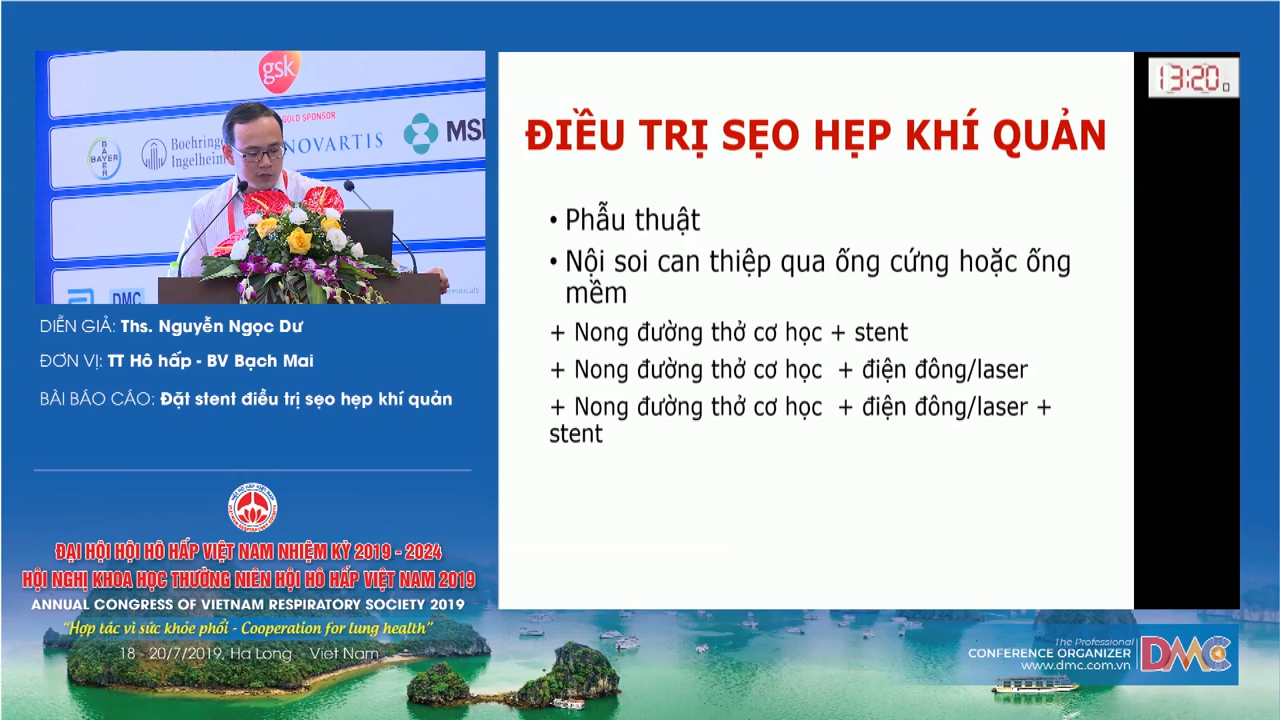 gsk
GOLD SPONSOR
BAYER
BAYER
Boehringer
Ingelheim
NOVARTIS
DMC
DIỄN GIẢ: Ths. Nguyễn Ngọc Dư
ĐƠN VỊ: TT Hô hấp - BV Bạch Mai
BÀI BÁO CÁO: Đặt stent điều trị sẹo hẹp khí quản
ĐẠI HỘI HỘI HÔ HẤP VIỆT NAM NHIỆM KỲ 2019 - 2024
HỘI NGHỊ KHOA HỌC THƯỜNG NIÊN HỘI HÔ HẤP VIỆT NAM 2019
ANNUAL CONGRESS OF VIETNAM RESPIRATORY SOCIETY 2019
“Hợp tác vì sức khỏe phổi - Cooperation for lung health”
18 - 20/7/2019, Ha Long - Viet Nam
13:20
ĐIỀU TRỊ SẸO HẸP KHÍ QUẢN
• Phẫu thuật
• Nội soi can thiệp qua ống cứng hoặc ống
mềm
+ Nong đường thở cơ học + stent
+ Nong đường thở cơ học + điện đông/laser
+ Nong đường thở cơ học + điện đông/laser +
stent
The Professional
CONFERENCE ORGANIZER
www.dmc.com.vn
DMC